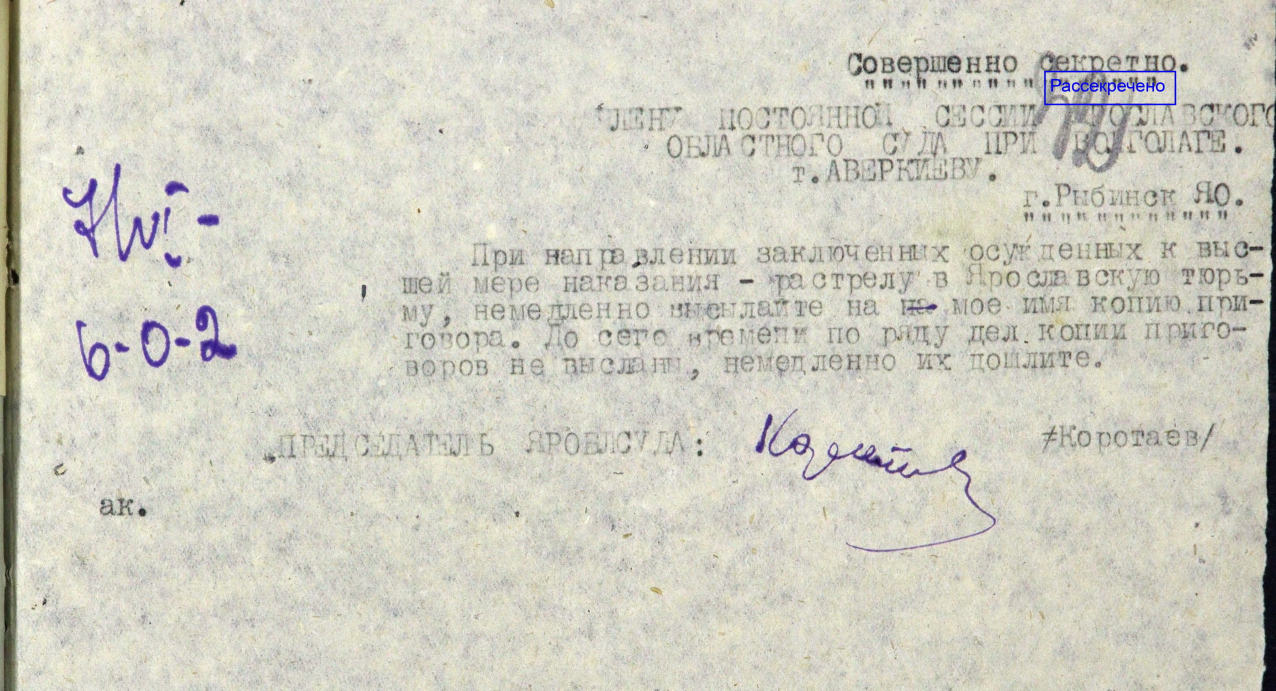 Совершенно секретно.
"""""""""""""""
Рассекречено
ЧЛЕНУ ПОСТОЯННОЙ СЕССИИ ЯРОСЛАВСКОГО
ОБЛАСТНОГО СУДА ПРИ ВОЛГОЛАГЕ.
т.АВЕРКИЕВУ.
г.Рыбинск ЯО.
""""""""""""
При направлении заключенных осужденных к выс-
шей мере наказания - растрелу в Ярославскую тюрь-
му, немедленно высылайте на на мое имя копию при-
говора. До сего времени по ряду дел копии приго-
воров не высланы, немедленно их дошлите.
6-0-2
ПРЕДСЕДАТЕЛЬ ЯРОБЛСУДА: /Коротаев/
ак.